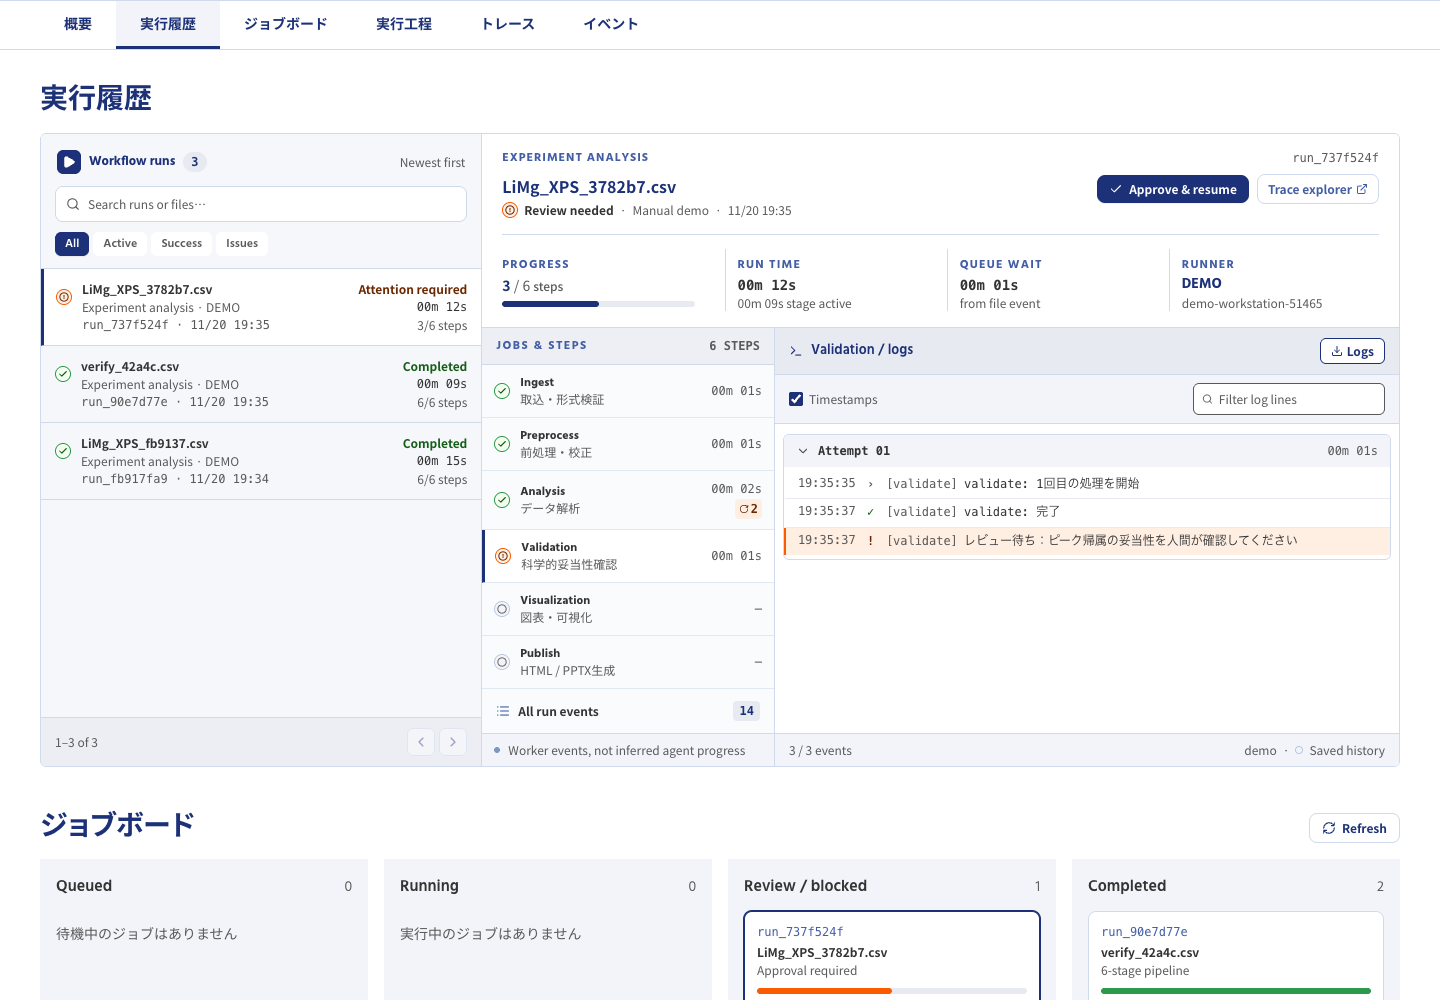 概要 実行履歴 ジョブボード 実行工程 トレース イベント
実行履歴
Workflow runs 3 Newest first
Search runs or files…
All Active Success Issues
LiMg_XPS_3782b7.csv Attention required
Experiment analysis · DEMO 00m 12s
run_737f524f · 11/20 19:35 3/6 steps
verify_42a4c.csv Completed
Experiment analysis · DEMO 00m 09s
run_90e7d77e · 11/20 19:35 6/6 steps
LiMg_XPS_fb9137.csv Completed
Experiment analysis · DEMO 00m 15s
run_fb917fa9 · 11/20 19:34 6/6 steps
1–3 of 3
EXPERIMENT ANALYSIS run_737f524f
LiMg_XPS_3782b7.csv Approve & resume Trace explorer
Review needed · Manual demo · 11/20 19:35
PROGRESS RUN TIME QUEUE WAIT RUNNER
3 / 6 steps 00m 12s 00m 01s DEMO
00m 09s stage active from file event demo-workstation-51465
JOBS & STEPS 6 STEPS
Ingest 00m 01s
取込・形式検証
Preprocess 00m 01s
前処理・校正
Analysis 00m 02s
データ解析 2
Validation 00m 01s
科学的妥当性確認
Visualization –
図表・可視化
Publish –
HTML / PPTX生成
All run events 14
Worker events, not inferred agent progress
Validation / logs Logs
Timestamps Filter log lines
Attempt 01 00m 01s
19:35:35 › [validate] validate: 1回目の処理を開始
19:35:37 ✓ [validate] validate: 完了
19:35:37 ! [validate] レビュー待ち：ピーク帰属の妥当性を人間が確認してください
3 / 3 events demo · Saved history
ジョブボード Refresh
Queued 0
待機中のジョブはありません
Running 0
実行中のジョブはありません
Review / blocked 1
run_737f524f
LiMg_XPS_3782b7.csv
Approval required
Completed 2
run_90e7d77e
verify_42a4c.csv
6-stage pipeline